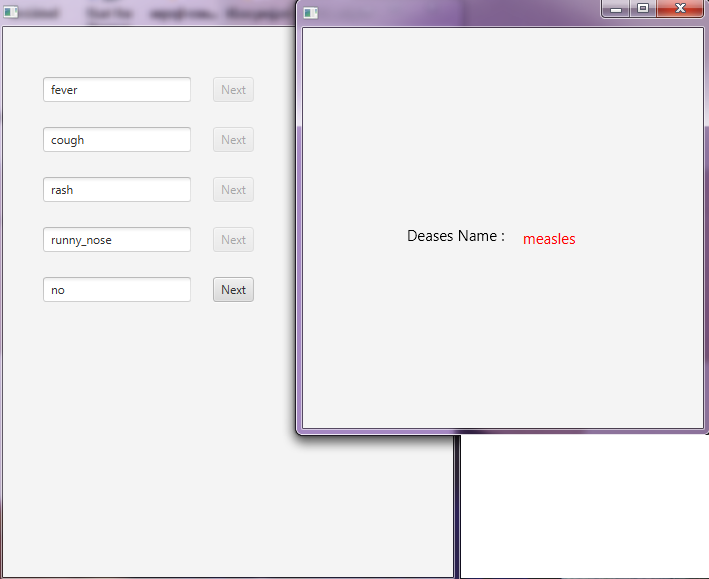 fever Next
cough Next
rash Next
runny_nose Next
no Next
Deases Name : measles